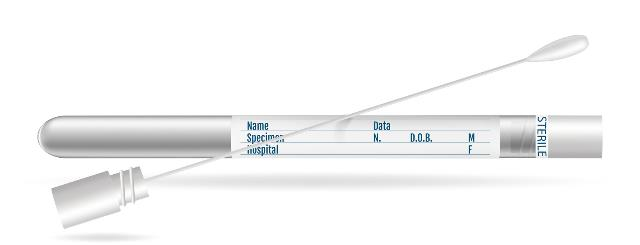 Name Data
Specimen N. D.O.B. M
Hospital F
STERILE